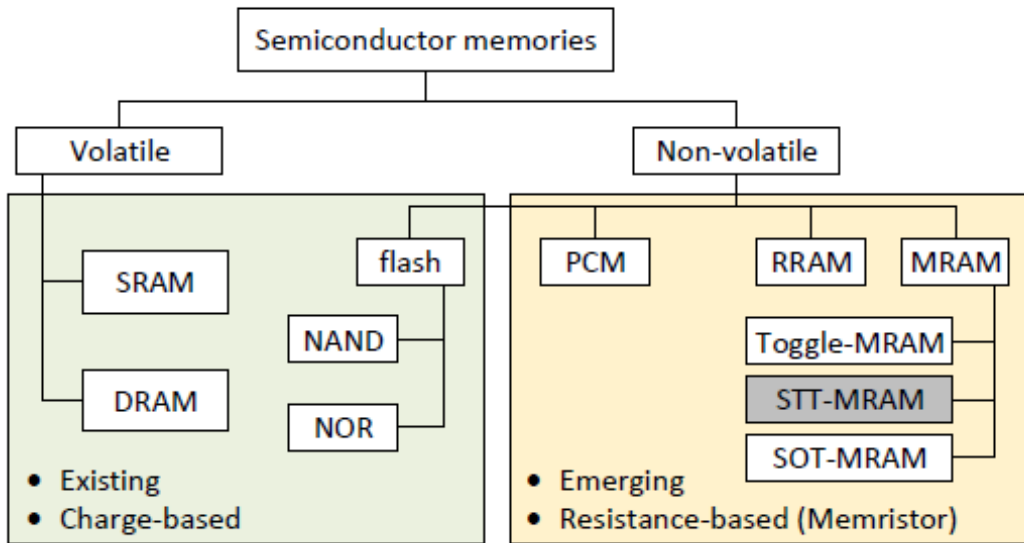 Semiconductor memories
Volatile
Non-volatile
flash
PCM
RRAM
MRAM
SRAM
NAND
Toggle-MRAM
DRAM
STT-MRAM
NOR
SOT-MRAM
• Existing
• Charge-based
• Emerging
• Resistance-based (Memristor)